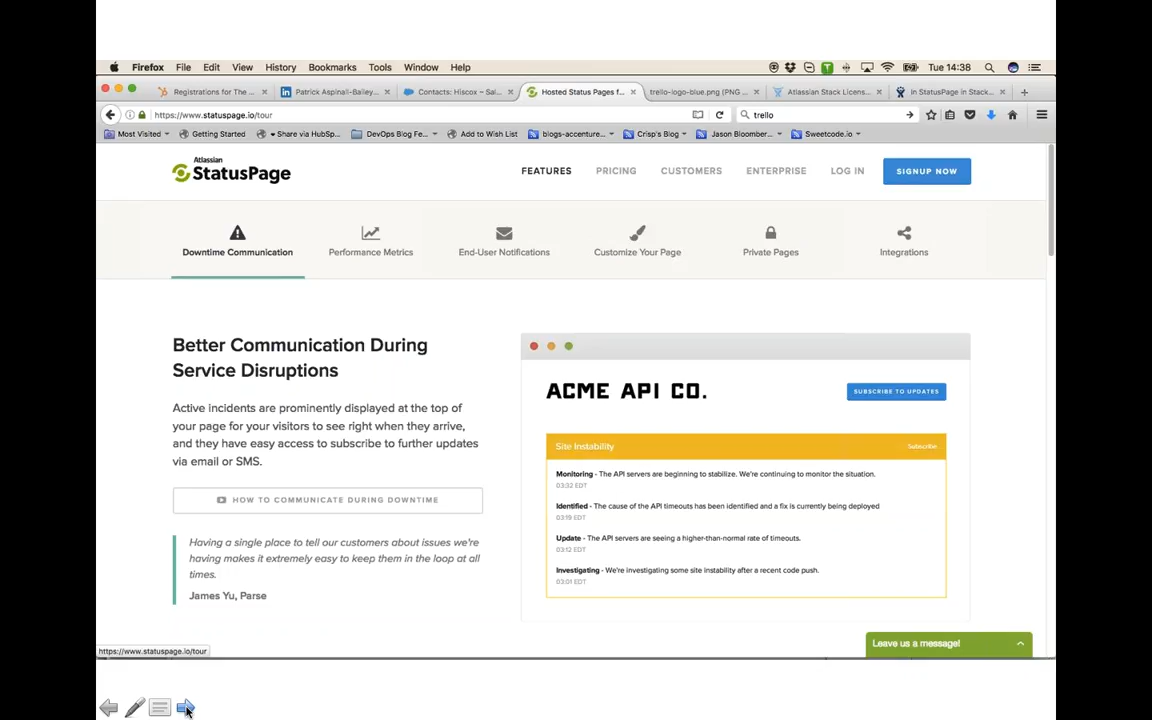 Firefox File Edit View History Bookmarks Tools Window Help Tue 14:38
Registrations for The ... Patrick Aspinall-Bailey... Contacts: Hiscox ~ Sal... Hosted Status Pages f... trello-logo-blue.png (PNG ... Atlassian Stack Licens... In StatusPage in Stack...
https://www.statuspage.io/tour trello
Most Visited Getting Started Share via HubSp... DevOps Blog Fe... Add to Wish List blogs-accenture... Crisp's Blog Jason Bloomber... Sweetcode.io
Atlassian
StatusPage
FEATURES PRICING CUSTOMERS ENTERPRISE LOG IN SIGNUP NOW
Downtime Communication Performance Metrics End-User Notifications Customize Your Page Private Pages Integrations
Better Communication During
Service Disruptions
Active incidents are prominently displayed at the top of
your page for your visitors to see right when they arrive,
and they have easy access to subscribe to further updates
via email or SMS.
HOW TO COMMUNICATE DURING DOWNTIME
Having a single place to tell our customers about issues we're
having makes it extremely easy to keep them in the loop at all
times.
James Yu, Parse
ACME API CO.
SUBSCRIBE TO UPDATES
Site Instability Subscribe
Monitoring - The API servers are beginning to stabilize. We're continuing to monitor the situation.
03:32 EDT
Identified - The cause of the API timeouts has been identified and a fix is currently being deployed
03:19 EDT
Update - The API servers are seeing a higher-than-normal rate of timeouts.
03:12 EDT
Investigating - We're investigating some site instability after a recent code push.
03:01 EDT
Leave us a message!
https://www.statuspage.io/tour